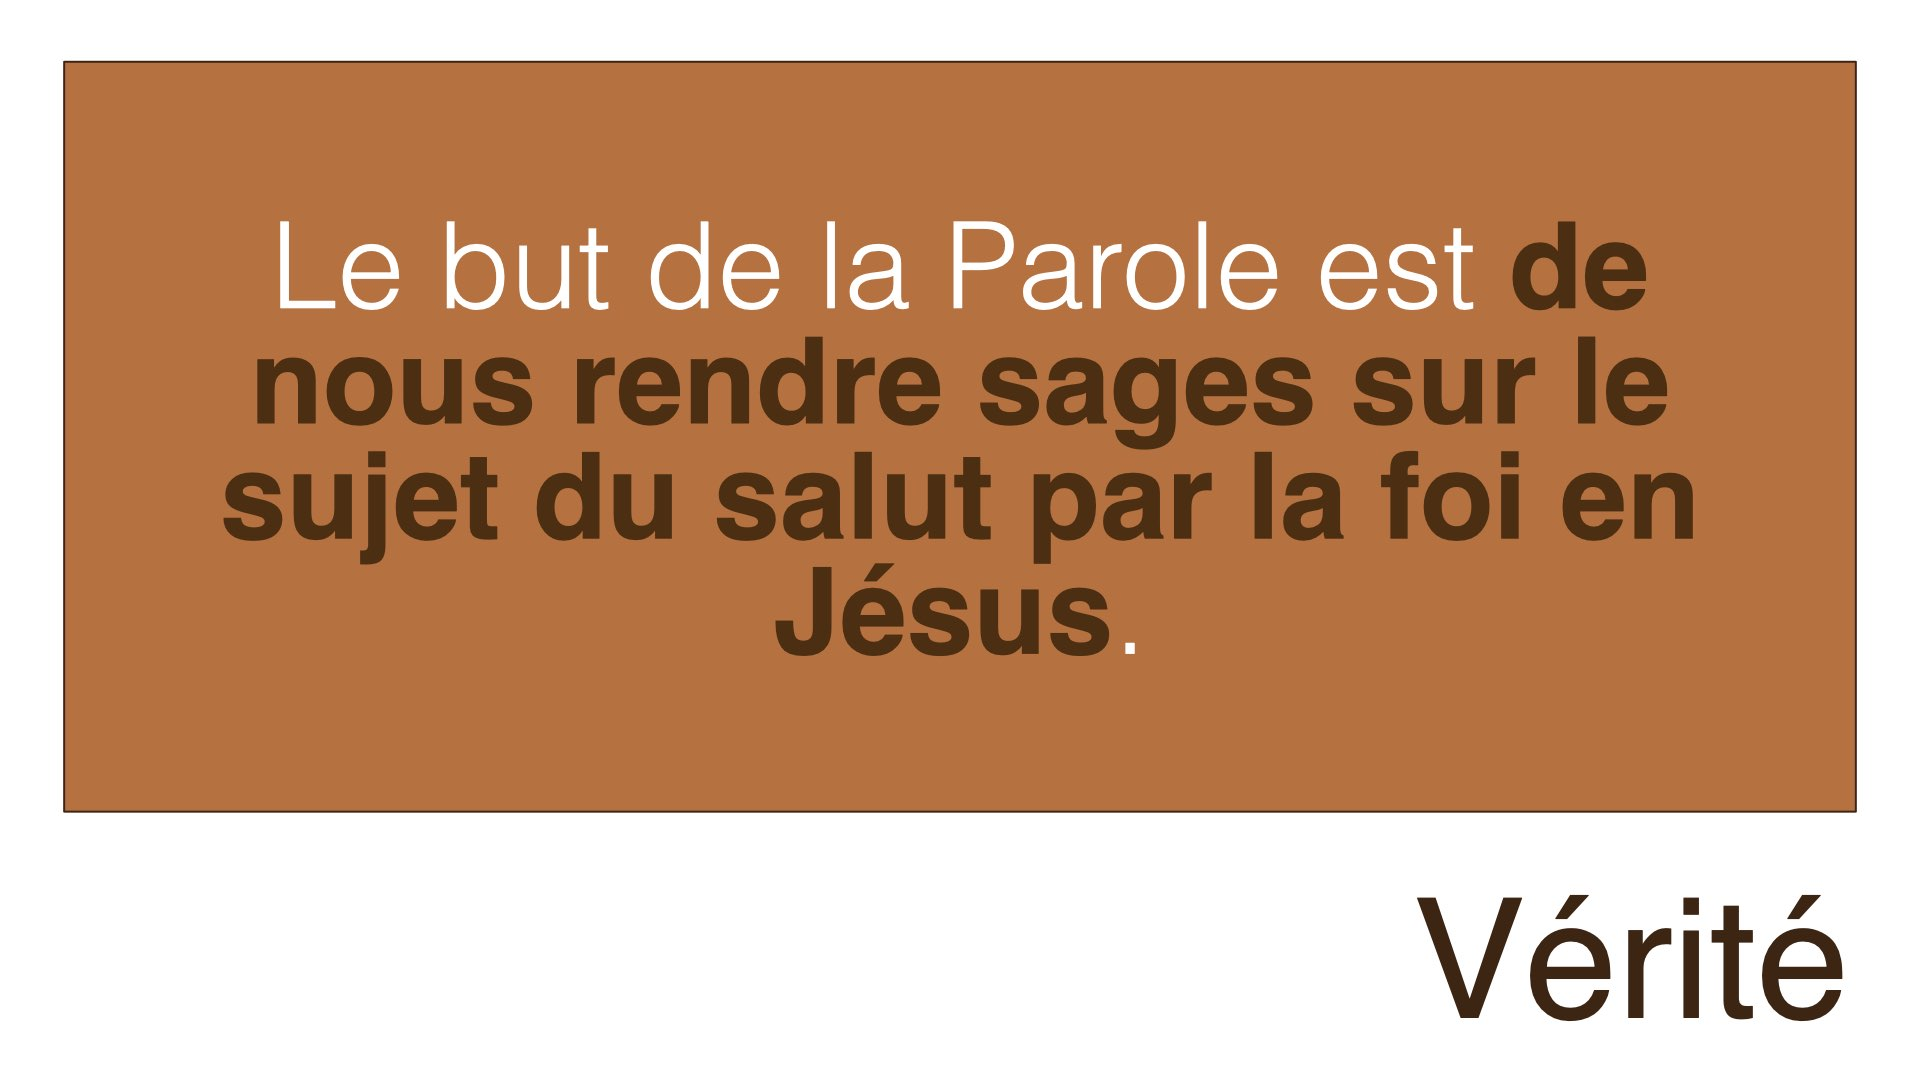 Le but de la Parole est de
nous rendre sages sur le
sujet du salut par la foi en
Jésus.
Vérité